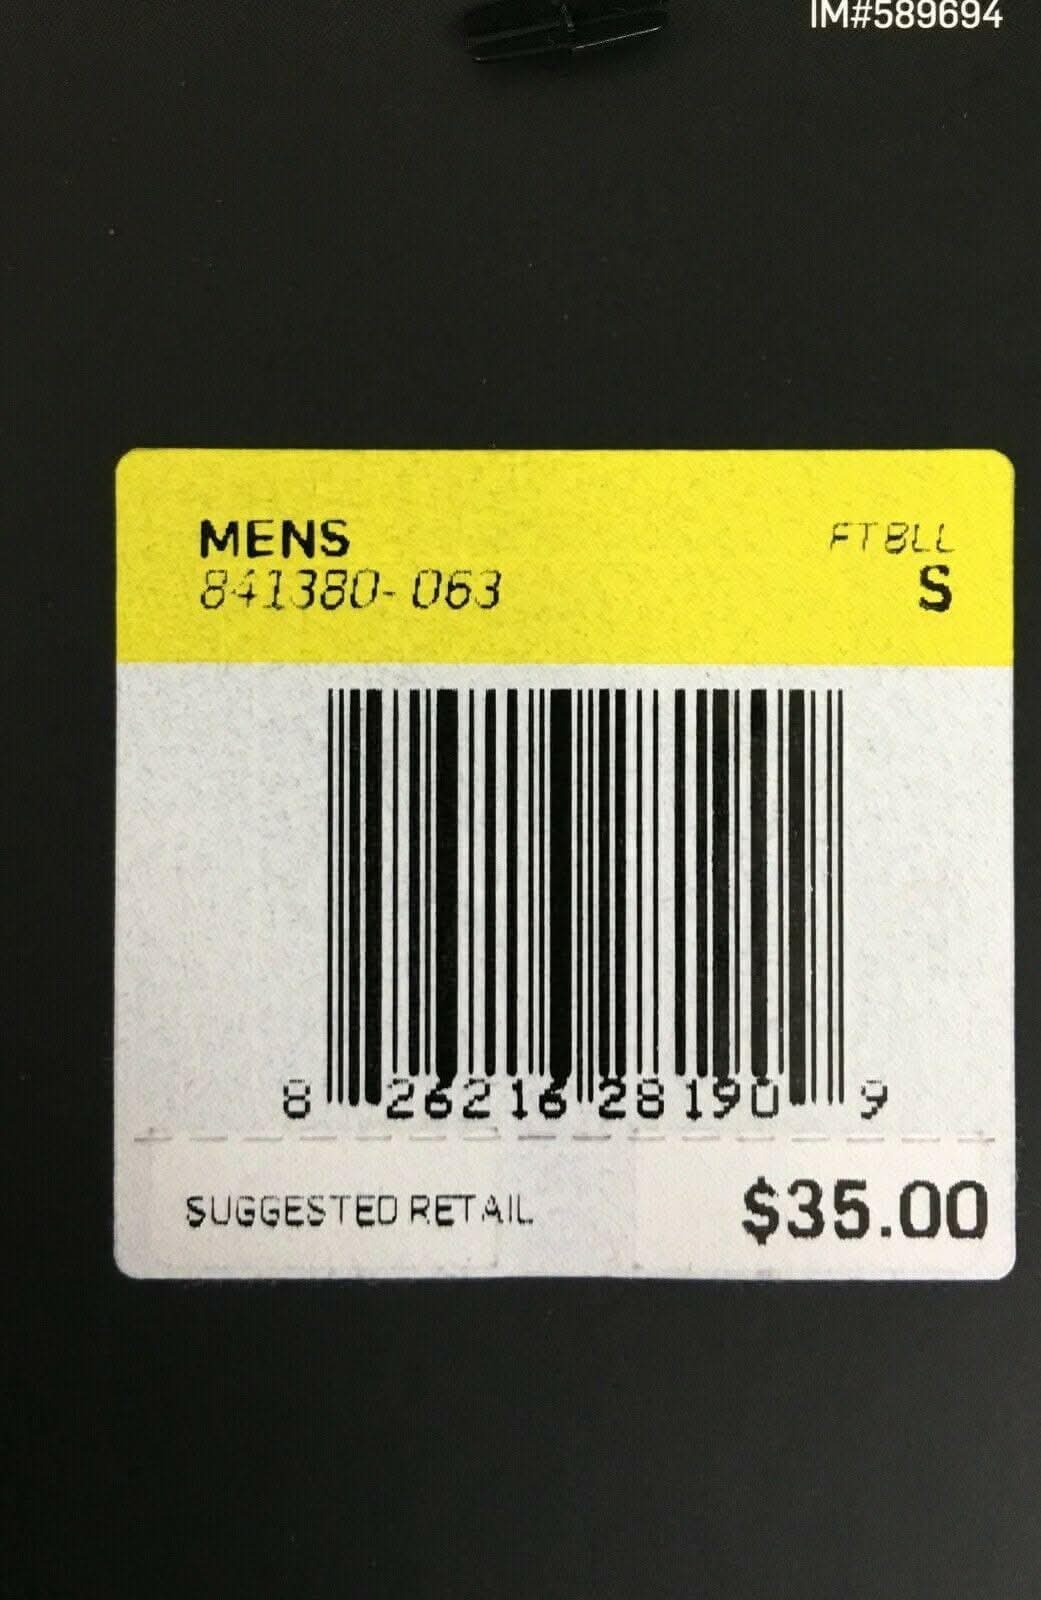 IM#589694
MENS
FTBLL
841380-063
S
8 26216 28190 9
SUGGESTED RETAIL
$35.00